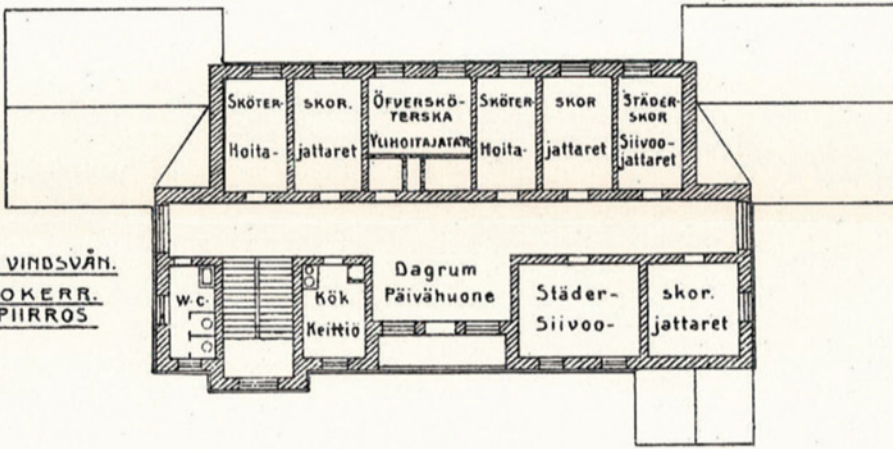 SKÖTER-
Hoita-
SKOR.
jattaret
ÖFVERSKÖ-
TERSKA
YLIHOITAJATAR
SKÖTER-
Hoita-
SKOR
jattaret
STÄDER-
SKOR
Siivoo-
jattaret
VINDSVÅN.
OKERR.
PIIRROS
W.C.
Kök
Keittiö
Dagrum
Päivähuone
Städer-
Siivoo-
skor.
jattaret